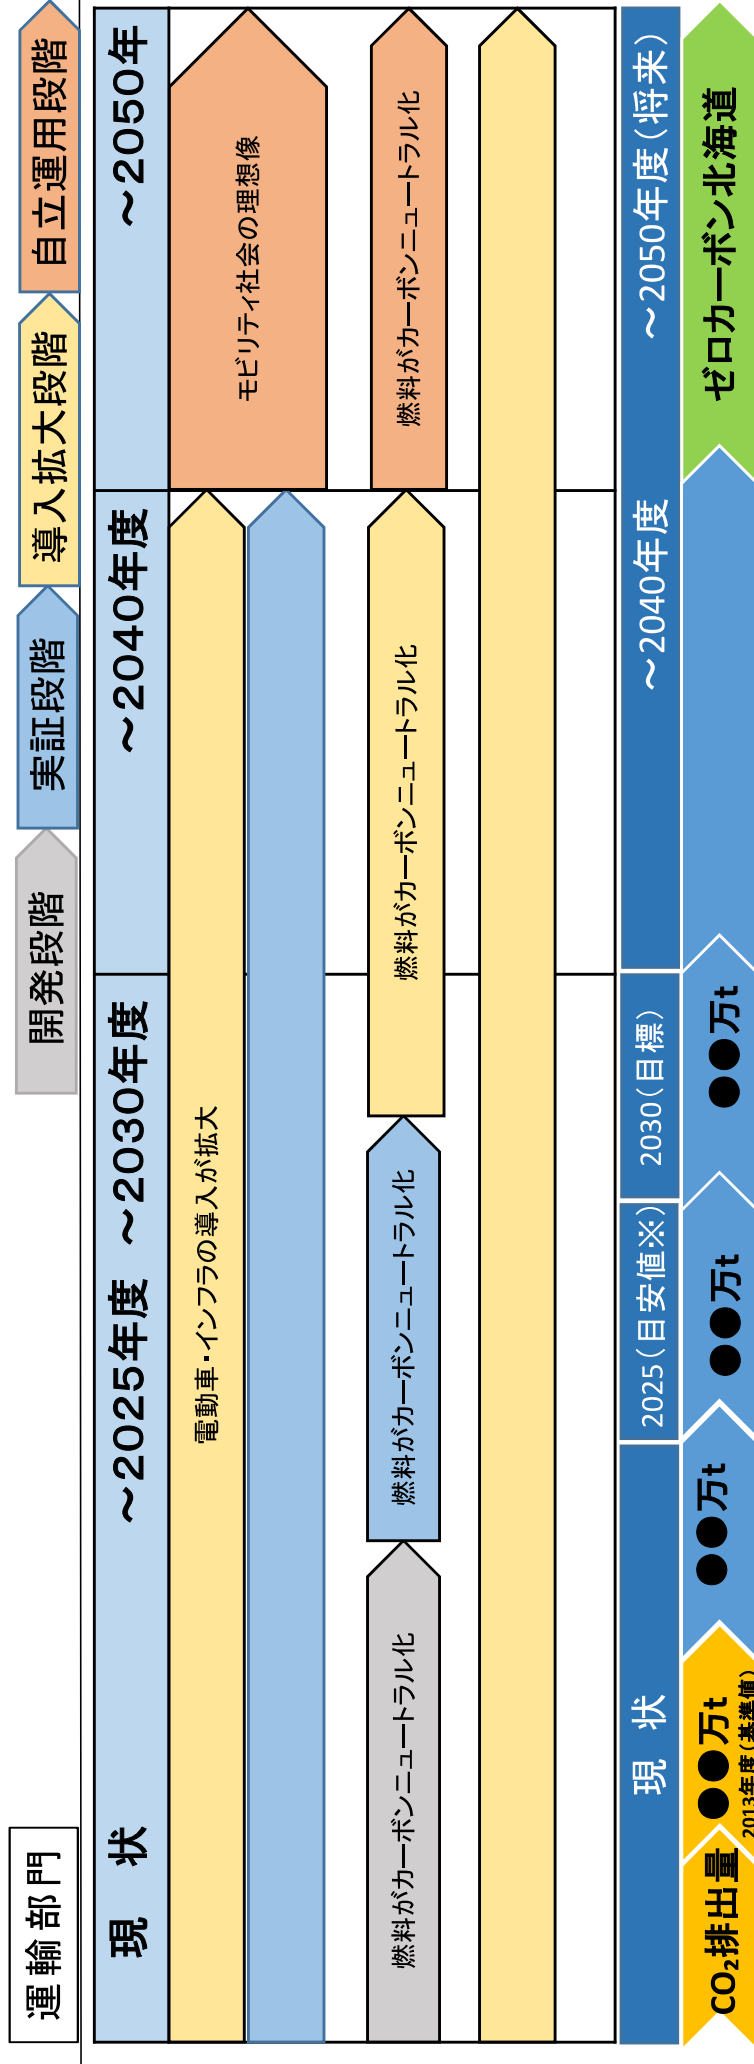 運輸部門
開発段階
実証段階
導入拡大段階
自立運用段階
現　状
～2025年度
～2030年度
～2040年度
～2050年
電動車・インフラの導入が拡大
モビリティ社会の理想像
燃料がカーボンニュートラル化
燃料がカーボンニュートラル化
燃料がカーボンニュートラル化
燃料がカーボンニュートラル化
現　状
2025（目安値※）
2030（目標）
～2040年度
～2050年度（将来）
CO₂排出量
●●万t
2013年度（基準値）
●●万t
●●万t
●●万t
ゼロカーボン北海道